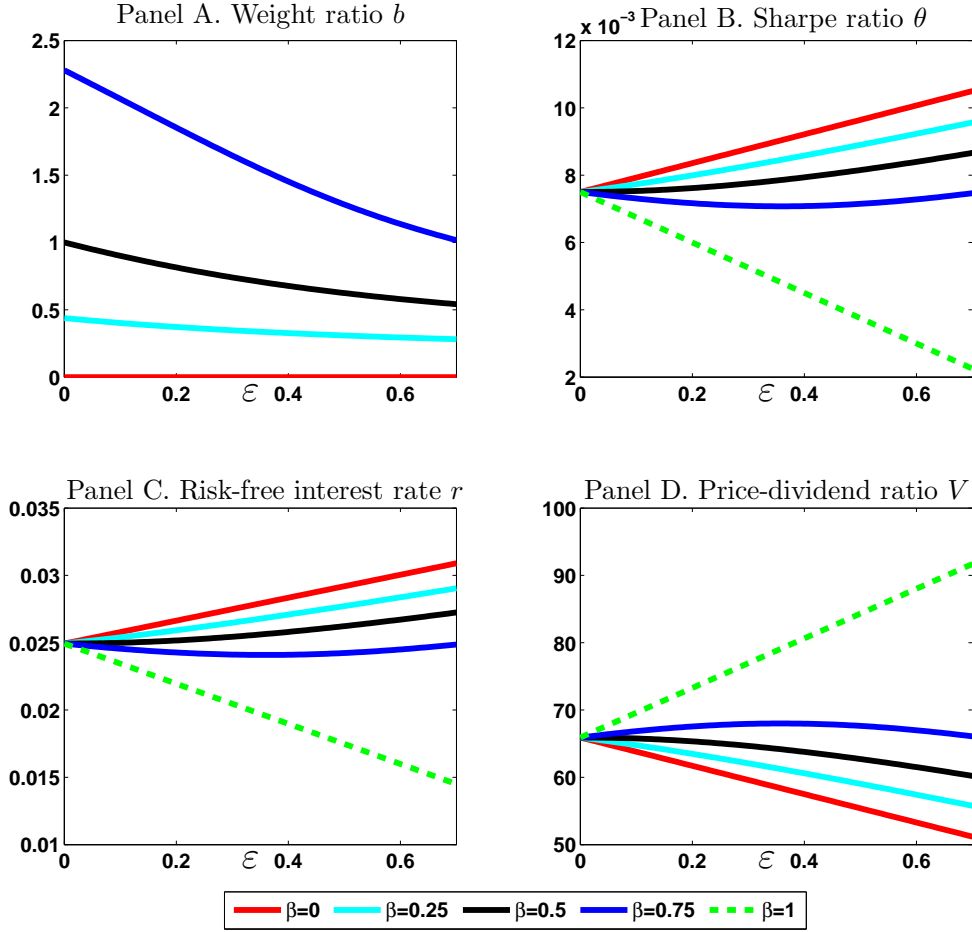 Panel A. Weight ratio b
2.5
2
1.5
1
0.5
0
0 0.2 0.4 0.6
ε
x 10⁻³ Panel B. Sharpe ratio θ
12
10
8
6
4
2
0 0.2 0.4 0.6
ε
Panel C. Risk-free interest rate r
0.035
0.03
0.025
0.02
0.015
0.01
0 0.2 0.4 0.6
ε
Panel D. Price-dividend ratio V
100
90
80
70
60
50
0 0.2 0.4 0.6
ε
β=0 β=0.25 β=0.5 β=0.75 β=1